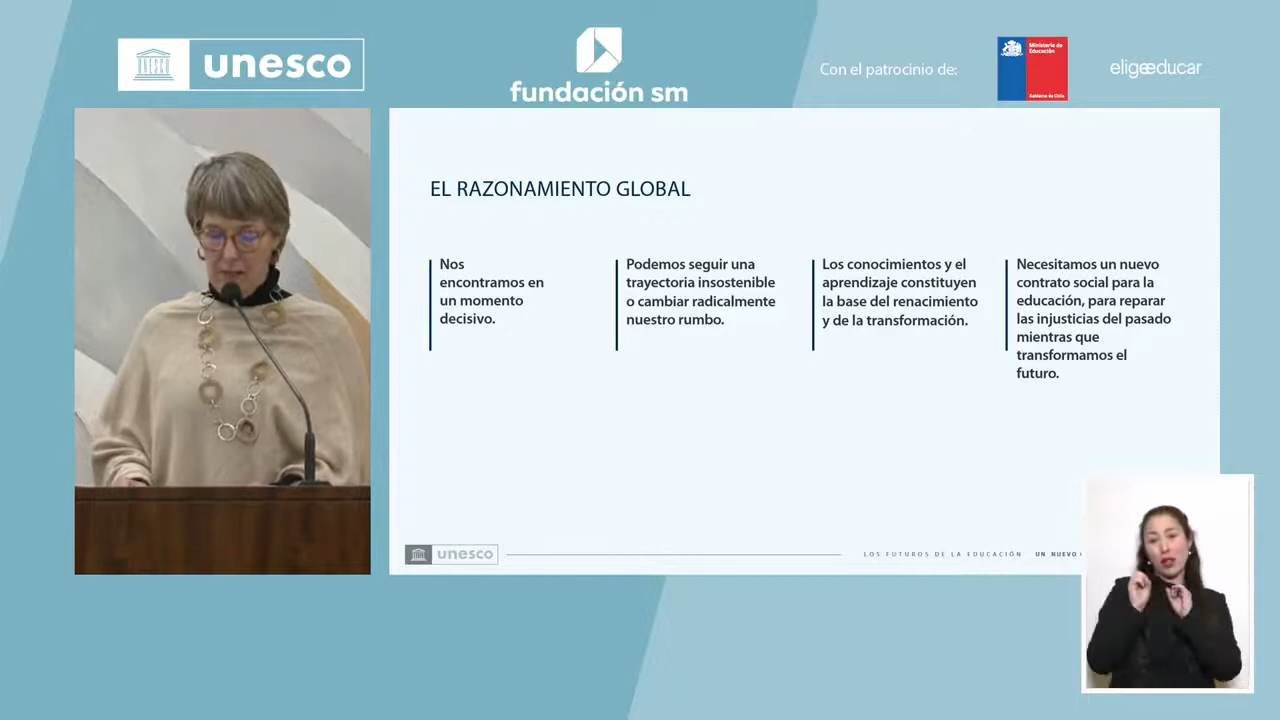 unesco
fundación sm
Con el patrocinio de:
Ministerio de
Educación
Gobierno de Chile
eligeeducar
EL RAZONAMIENTO GLOBAL
Nos
encontramos en
un momento
decisivo.
Podemos seguir una
trayectoria insostenible
o cambiar radicalmente
nuestro rumbo.
Los conocimientos y el
aprendizaje constituyen
la base del renacimiento
y de la transformación.
Necesitamos un nuevo
contrato social para la
educación, para reparar
las injusticias del pasado
mientras que
transformamos el
futuro.
unesco
LOS FUTUROS DE LA EDUCACIÓN UN NUEVO